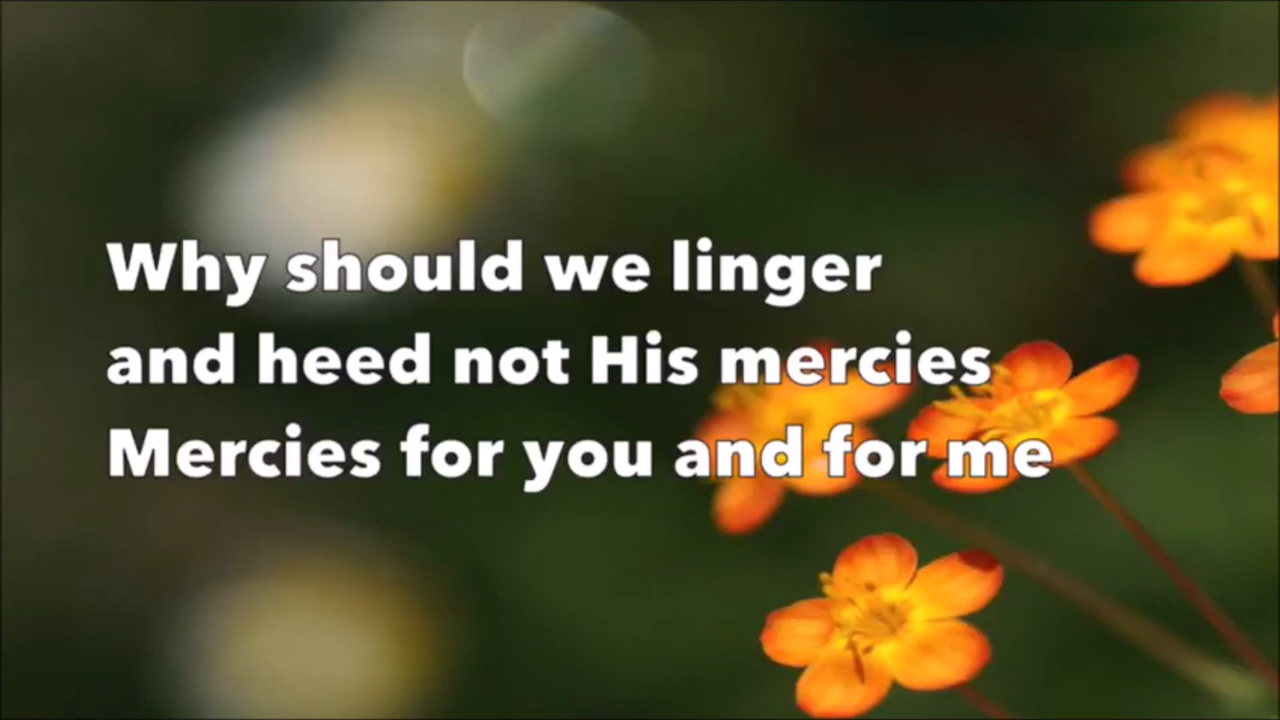 Why should we linger
and heed not His mercies
Mercies for you and for me